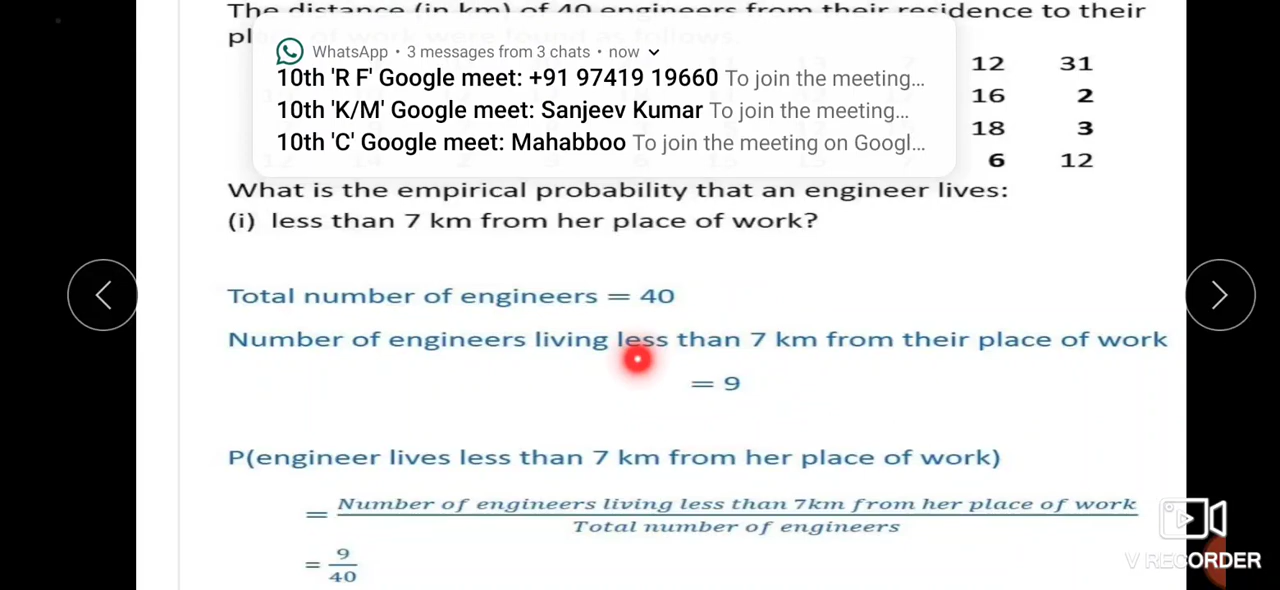 The distance (in km) of 40 engineers from their residence to their
WhatsApp • 3 messages from 3 chats • now
10th 'R F' Google meet: +91 97419 19660 To join the meeting...
10th 'K/M' Google meet: Sanjeev Kumar To join the meeting...
10th 'C' Google meet: Mahabboo To join the meeting on Googl...
12 31
16 2
18 3
6 12
What is the empirical probability that an engineer lives:
(i) less than 7 km from her place of work?
Total number of engineers = 40
Number of engineers living less than 7 km from their place of work
= 9
P(engineer lives less than 7 km from her place of work)
= Number of engineers living less than 7km from her place of work
Total number of engineers
= 9
40
V RECORDER